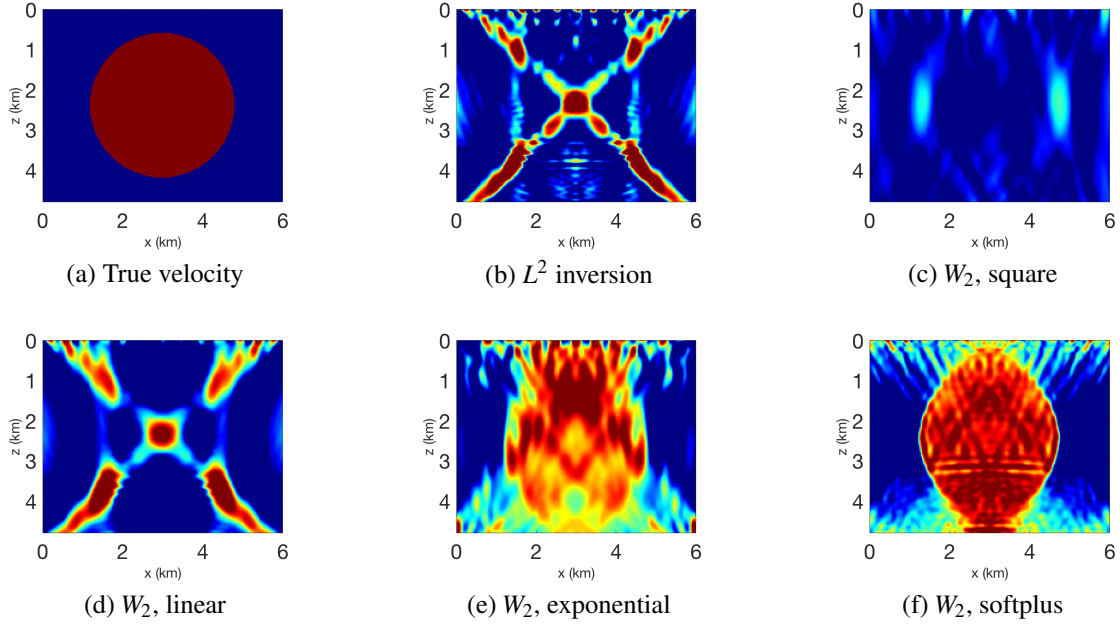 0
1
2
3
4
z (km)
0 2 4 6
x (km)
(a) True velocity
0
1
2
3
4
z (km)
0 2 4 6
x (km)
(b) L² inversion
0
1
2
3
4
z (km)
0 2 4 6
x (km)
(c) W₂, square
0
1
2
3
4
z (km)
0 2 4 6
x (km)
(d) W₂, linear
0
1
2
3
4
z (km)
0 2 4 6
x (km)
(e) W₂, exponential
0
1
2
3
4
z (km)
0 2 4 6
x (km)
(f) W₂, softplus